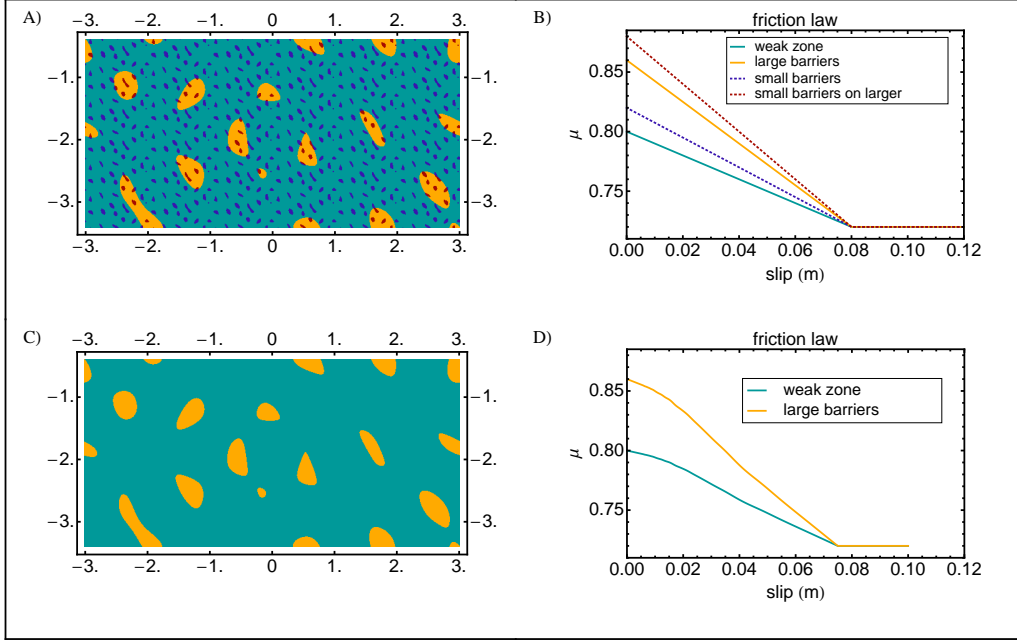 A)
−3. −2. −1. 0 1. 2. 3.
−1. −1.
−2. −2.
−3. −3.
−3. −2. −1. 0 1. 2. 3.
B)
friction law
weak zone
large barriers
small barriers
small barriers on larger
0.85
0.80
0.75
μ
0.00 0.02 0.04 0.06 0.08 0.10 0.12
slip (m)
C)
−3. −2. −1. 0 1. 2. 3.
−1. −1.
−2. −2.
−3. −3.
−3. −2. −1. 0 1. 2. 3.
D)
friction law
weak zone
large barriers
0.85
0.80
0.75
μ
0.00 0.02 0.04 0.06 0.08 0.10 0.12
slip (m)